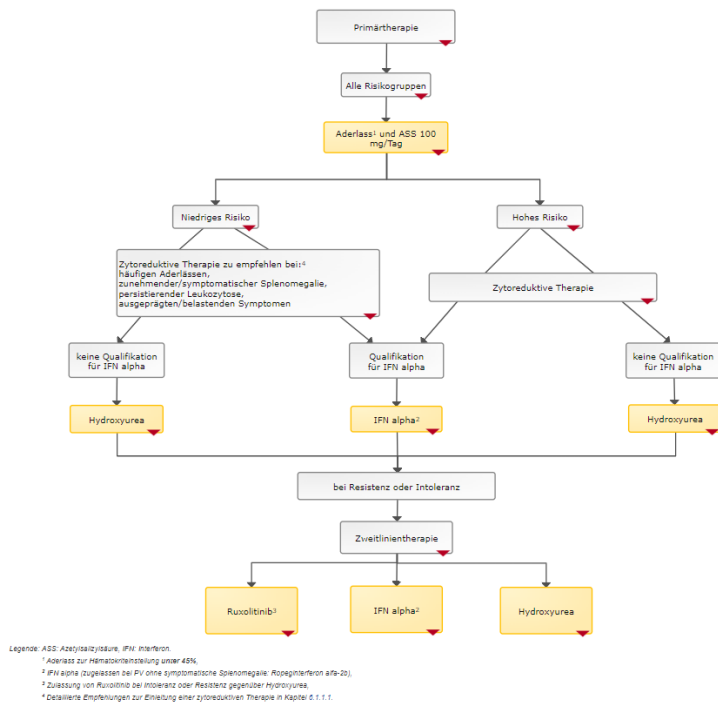 Primärtherapie
Alle Risikogruppen
Aderlass¹ und ASS 100
mg/Tag
Niedriges Risiko
Hohes Risiko
Zytoreduktive Therapie zu empfehlen bei:⁴
häufigen Aderlässen,
zunehmender/symptomatischer Splenomegalie,
persistierender Leukozytose,
ausgeprägten/belastenden Symptomen
Zytoreduktive Therapie
keine Qualifikation
für IFN alpha
Qualifikation
für IFN alpha
keine Qualifikation
für IFN alpha
Hydroxyurea
IFN alpha²
Hydroxyurea
bei Resistenz oder Intoleranz
Zweitlinientherapie
Ruxolitinib³
IFN alpha²
Hydroxyurea
Legende: ASS: Azetylsalizylsäure, IFN: Interferon.
¹ Aderlass zur Hämatokriteinstellung unter 45%,
² IFN alpha (zugelassen bei PV ohne symptomatische Splenomegalie: Ropeginterferon alfa-2b),
³ Zulassung von Ruxolitinib bei Intoleranz oder Resistenz gegenüber Hydroxyurea,
⁴ Detaillierte Empfehlungen zur Einleitung einer zytoreduktiven Therapie in Kapitel 6.1.1.1.